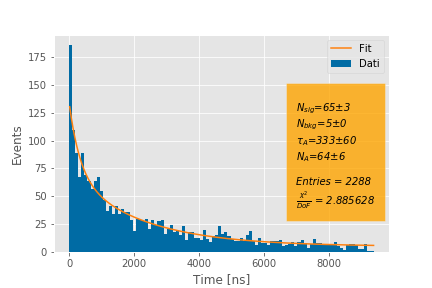 Fit
Dati
N_sig=65±3
N_bkg=5±0
τ_A=333±60
N_A=64±6
Entries = 2288
χ²/DoF = 2.885628
175
150
125
100
75
50
25
0
Events
0 2000 4000 6000 8000
Time [ns]